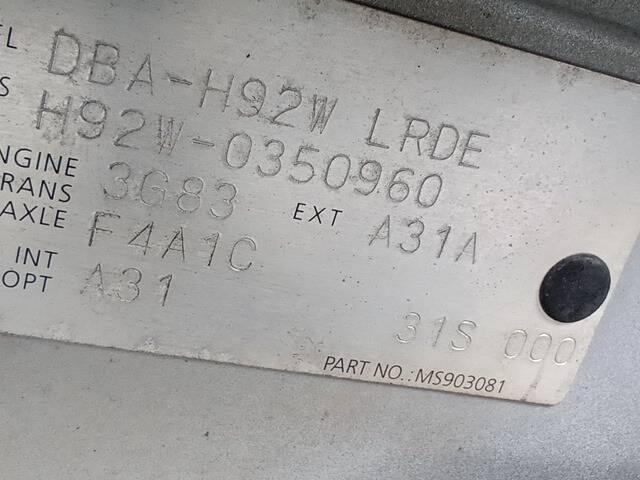 EL DBA-H92W LRDE
S H92W-0350960
NGINE 3G83 EXT A31A
RANS
AXLE F4A1C
INT A31
OPT 31S 000
PART NO.:MS903081